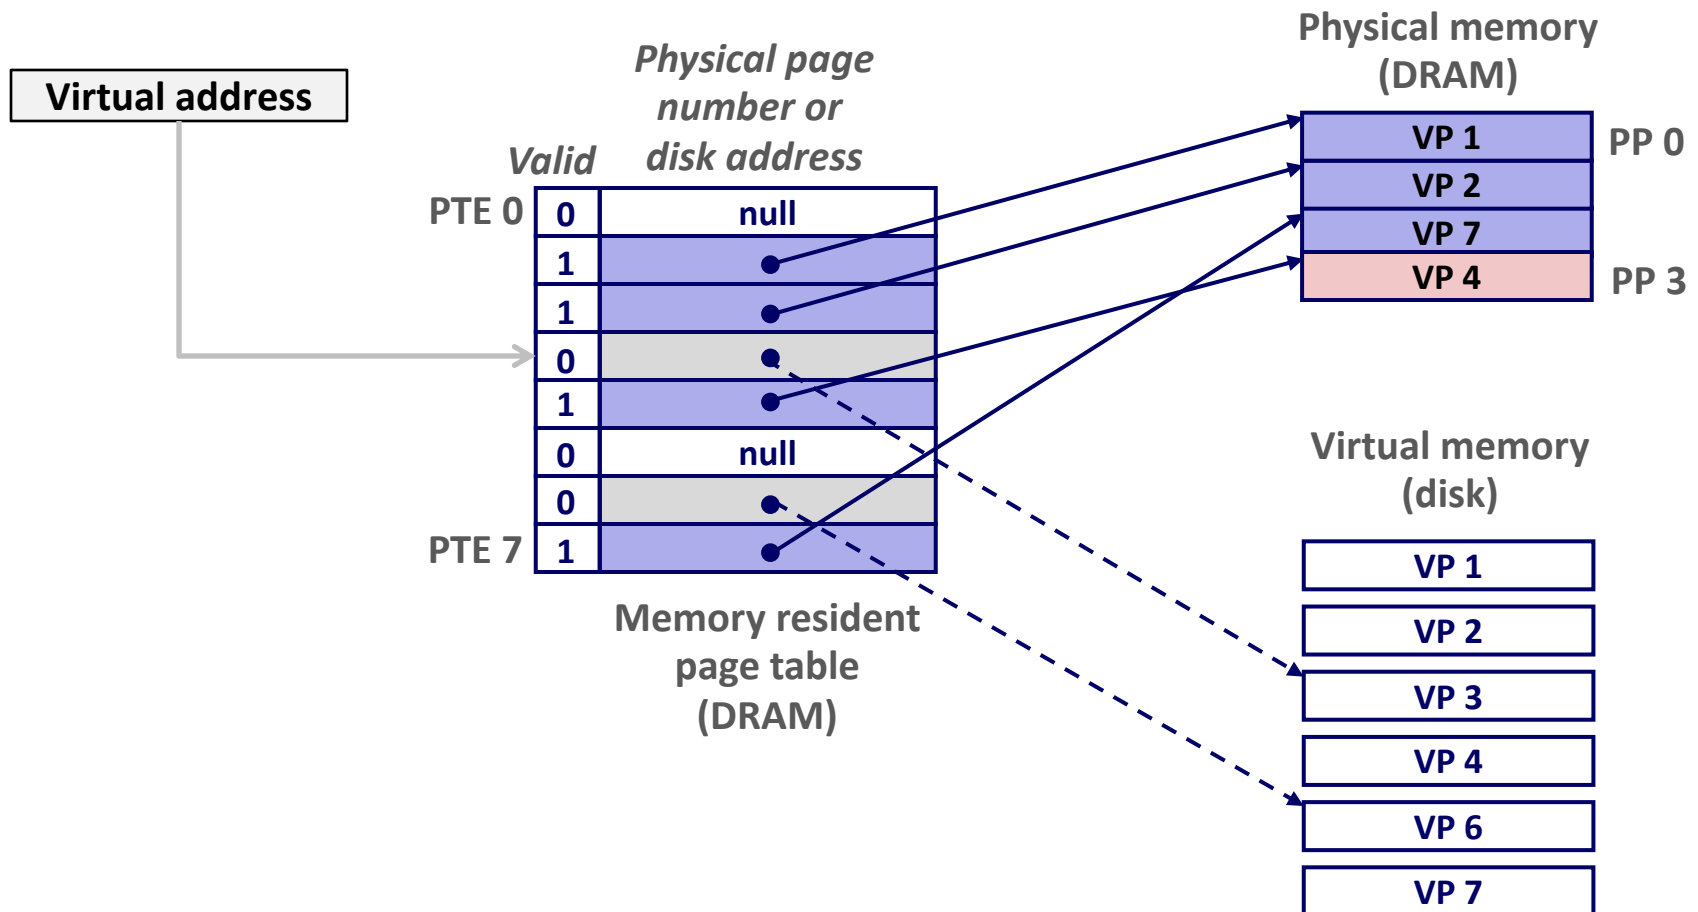 Virtual address
Physical page
number or
disk address
Valid
PTE 0
0
null
1
1
0
1
0
null
0
PTE 7
1
Memory resident
page table
(DRAM)
Physical memory
(DRAM)
VP 1
PP 0
VP 2
VP 7
VP 4
PP 3
Virtual memory
(disk)
VP 1
VP 2
VP 3
VP 4
VP 6
VP 7